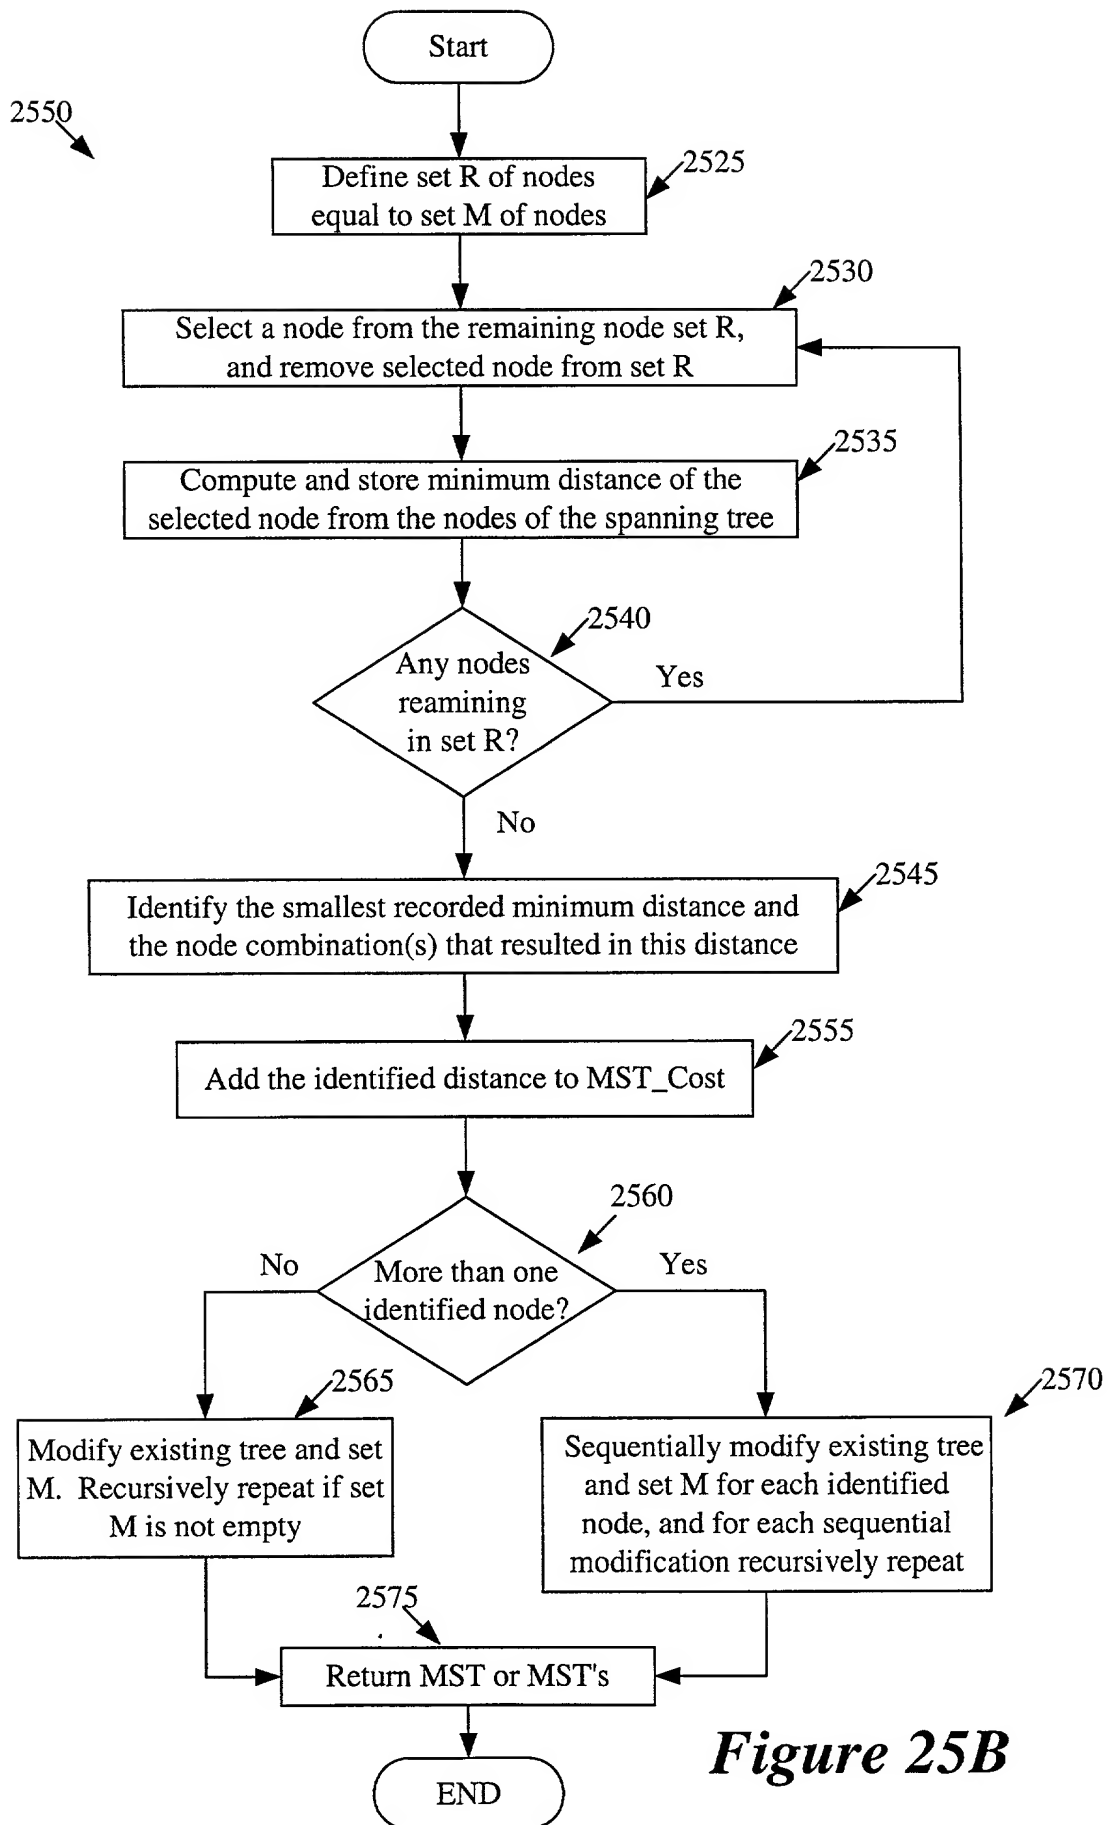 Start
2550
2525
Define set R of nodes
equal to set M of nodes
2530
Select a node from the remaining node set R,
and remove selected node from set R
2535
Compute and store minimum distance of the
selected node from the nodes of the spanning tree
2540
Any nodes
reamining
in set R?
Yes
No
2545
Identify the smallest recorded minimum distance and
the node combination(s) that resulted in this distance
2555
Add the identified distance to MST_Cost
2560
No
More than one
identified node?
Yes
2565
Modify existing tree and set
M. Recursively repeat if set
M is not empty
2570
Sequentially modify existing tree
and set M for each identified
node, and for each sequential
modification recursively repeat
2575
Return MST or MST's
END
Figure 25B